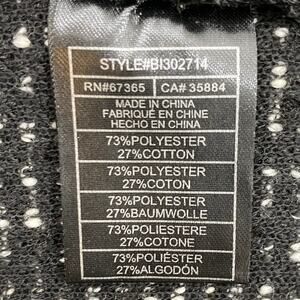 STYLE#BI302714
RN#67365 CA# 35884
MADE IN CHINA
FABRIQUÉ EN CHINE
HECHO EN CHINA
73%POLYESTER
27%COTTON
73%POLYESTER
27%COTON
73%POLYESTER
27%BAUMWOLLE
73%POLIESTERE
27%COTONE
73%POLIÉSTER
27%ALGODÓN